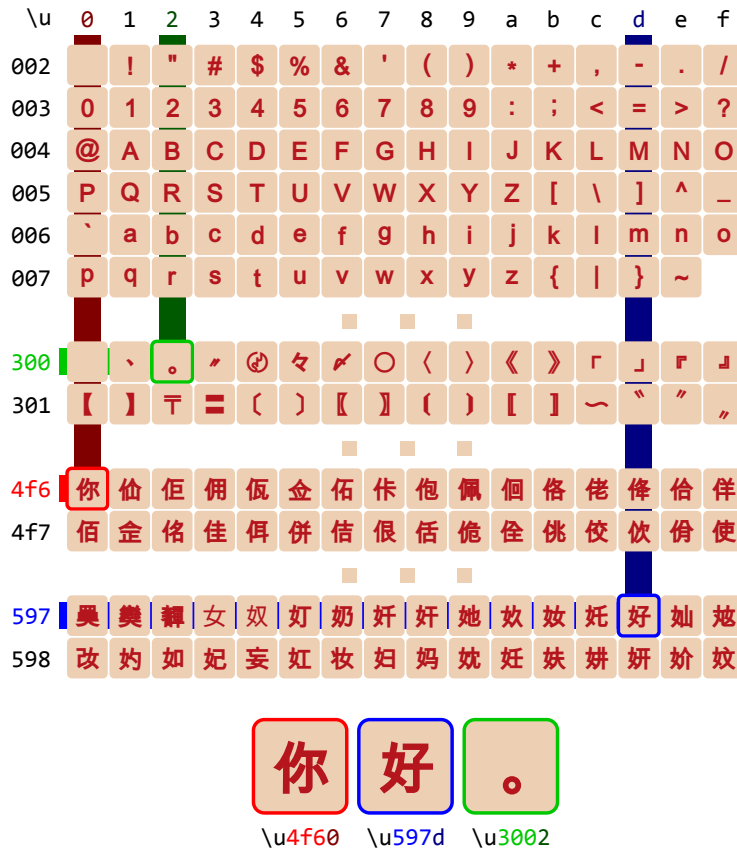 \u 0 1 2 3 4 5 6 7 8 9 a b c d e f
002 ! " # $ % & ' ( ) * + , - . /
003 0 1 2 3 4 5 6 7 8 9 : ; < = > ?
004 @ A B C D E F G H I J K L M N O
005 P Q R S T U V W X Y Z [ \ ] ^ _
006 ` a b c d e f g h i j k l m n o
007 p q r s t u v w x y z { | } ~
300 、 。 〃 〄 々 〆 〇 〈 〉 《 》 「 」 『 』
301 【 】 〒 〓 〔 〕 〖 〗 〘 〙 〚 〛 〜 〝 〞 〟
4f6 你 佡 佢 佣 佤 佥 佦 佧 佨 佩 佪 佫 佬 佭 佮 佯
4f7 佰 佱 佲 佳 佴 併 佶 佷 佸 佹 佺 佻 佼 佽 佾 使
597 奰 奱 奲 女 奴 奵 奶 奷 奸 她 奺 奻 奼 好 奾 奿
598 妀 妁 如 妃 妄 妅 妆 妇 妈 妉 妊 妋 妌 妍 妎 妏
你 好 。
\u4f60 \u597d \u3002